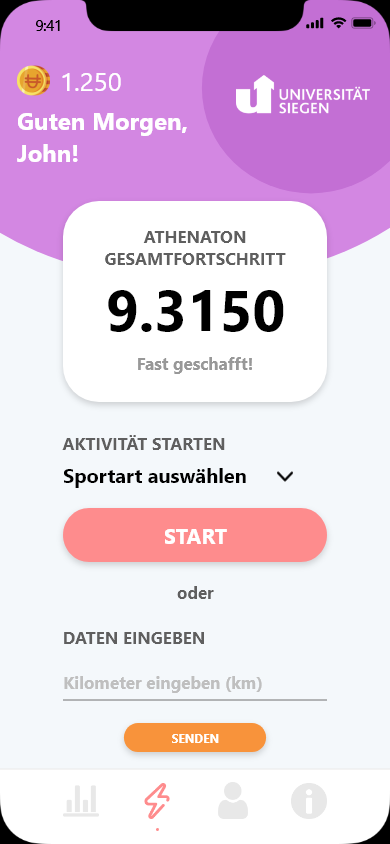 9:41
1.250
Guten Morgen,
John!
UNIVERSITÄT
SIEGEN
ATHENATON
GESAMTFORTSCHRITT
9.3150
Fast geschafft!
AKTIVITÄT STARTEN
Sportart auswählen
START
oder
DATEN EINGEBEN
Kilometer eingeben (km)
SENDEN